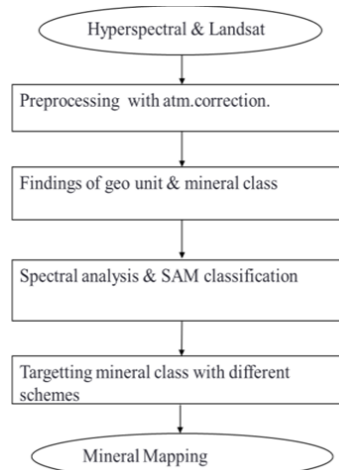 Hyperspectral & Landsat
Preprocessing with atm.correction.
Findings of geo unit & mineral class
Spectral analysis & SAM classification
Targetting mineral class with different
schemes
Mineral Mapping